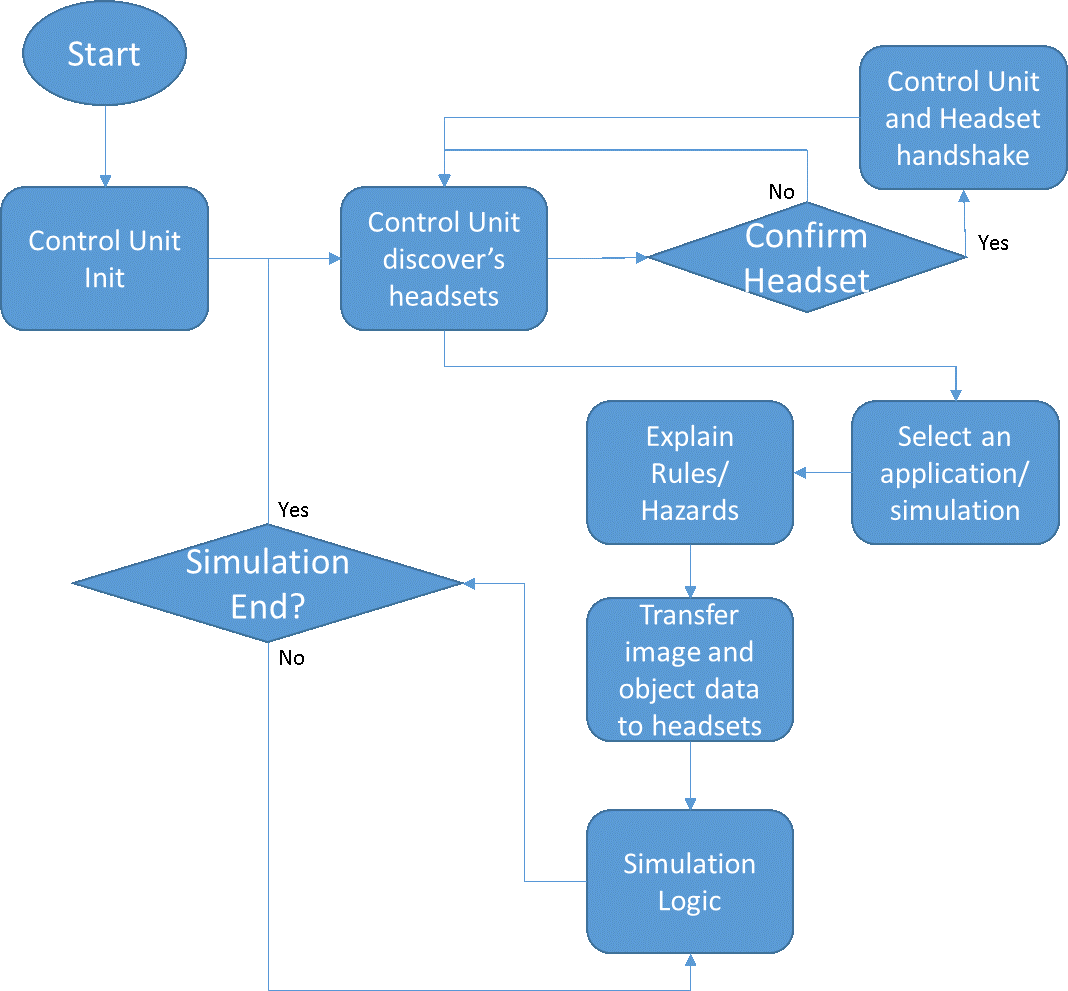 Start
Control Unit
and Headset
handshake
No
Control Unit
Init
Control Unit
discover's
headsets
Confirm
Headset
Yes
Explain
Rules/
Hazards
Select an
application/
simulation
Yes
Simulation
End?
No
Transfer
image and
object data
to headsets
Simulation
Logic